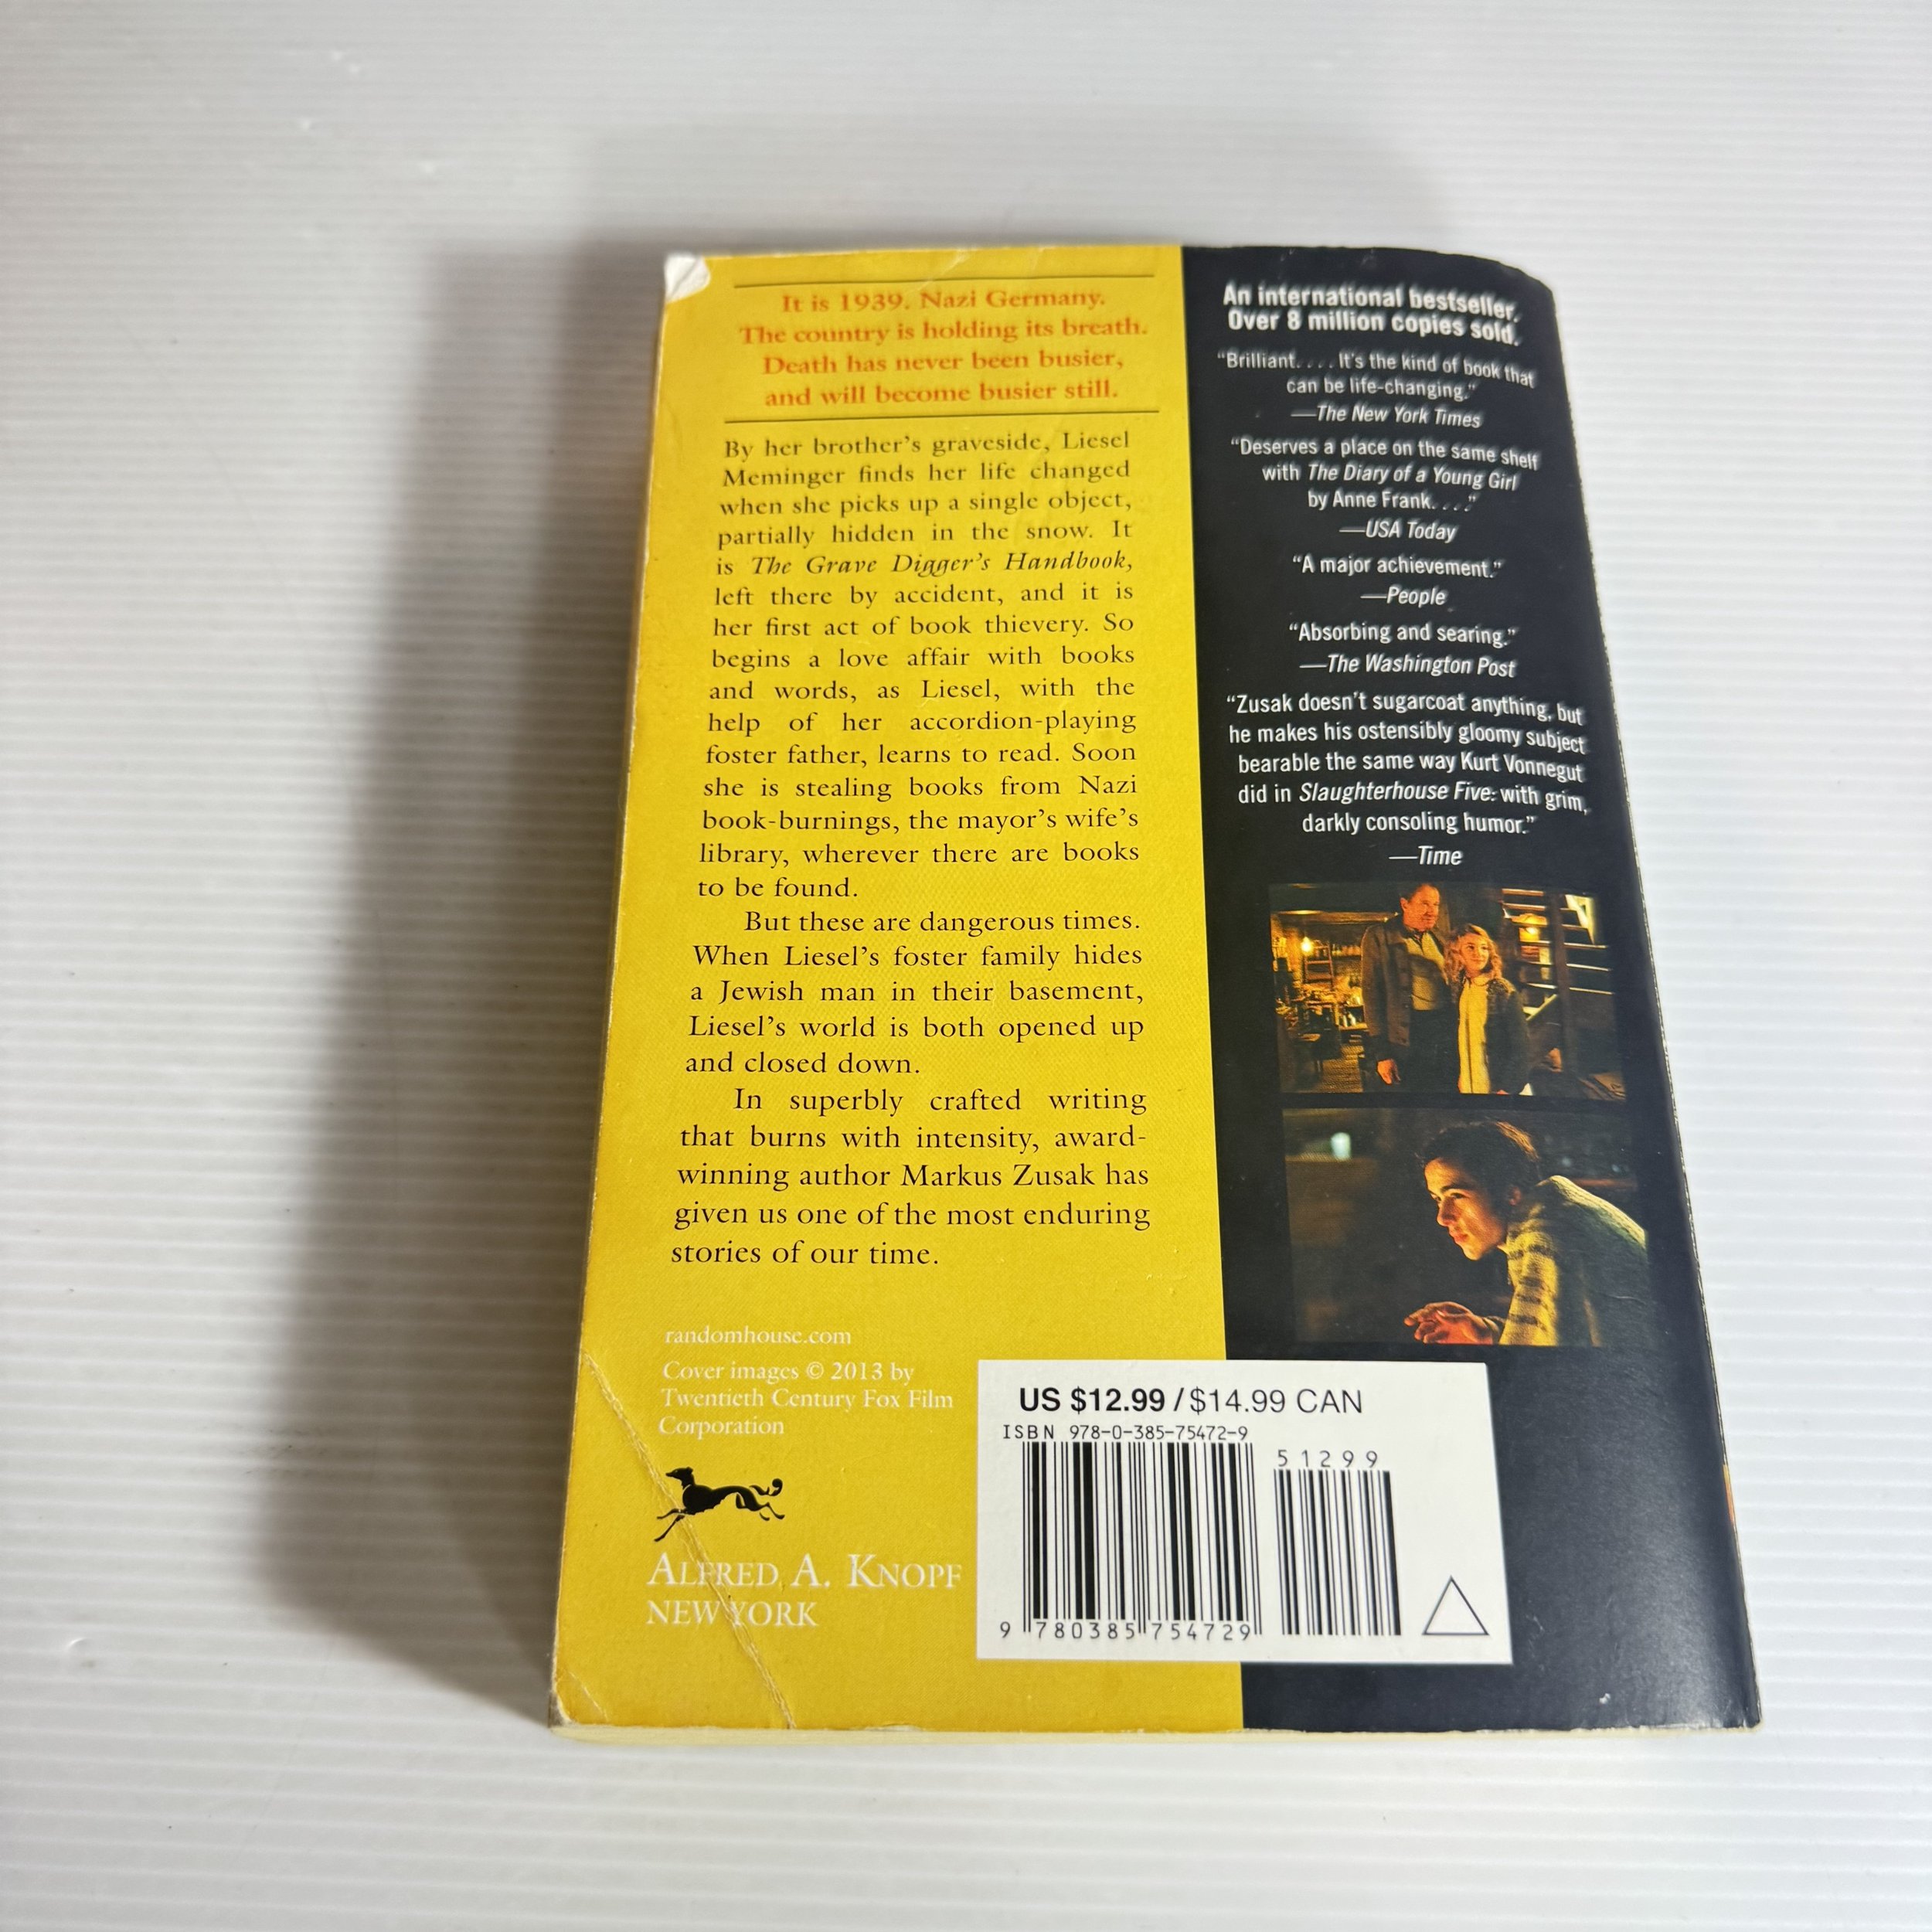 It is 1939. Nazi Germany.
The country is holding its breath.
Death has never been busier,
and will become busier still.
By her brother's graveside, Liesel
Meminger finds her life changed
when she picks up a single object,
partially hidden in the snow. It
is The Grave Digger's Handbook,
left there by accident, and it is
her first act of book thievery. So
begins a love affair with books
and words, as Liesel, with the
help of her accordion-playing
foster father, learns to read. Soon
she is stealing books from Nazi
book-burnings, the mayor's wife's
library, wherever there are books
to be found.
But these are dangerous times.
When Liesel's foster family hides
a Jewish man in their basement,
Liesel's world is both opened up
and closed down.
In superbly crafted writing
that burns with intensity, award-
winning author Markus Zusak has
given us one of the most enduring
stories of our time.
randomhouse.com
Cover images © 2013 by
Twentieth Century Fox Film
Corporation
ALFRED A. KNOPF
NEW YORK
An international bestseller.
Over 8 million copies sold.
“Brilliant. . . . It's the kind of book that
can be life-changing.”
—The New York Times
“Deserves a place on the same shelf
with The Diary of a Young Girl
by Anne Frank. . . .”
—USA Today
“A major achievement.”
—People
“Absorbing and searing.”
—The Washington Post
“Zusak doesn't sugarcoat anything, but
he makes his ostensibly gloomy subject
bearable the same way Kurt Vonnegut
did in Slaughterhouse Five: with grim,
darkly consoling humor.”
—Time
US $12.99 / $14.99 CAN
ISBN 978-0-385-75472-9
51299
9 780385 754729